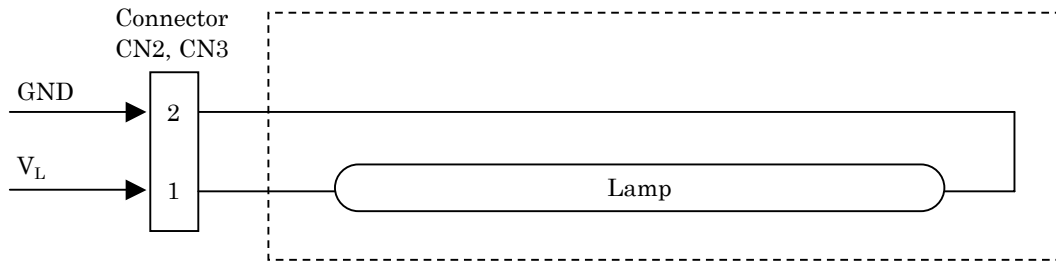 Connector
CN2, CN3
GND
2
V_L
1
Lamp